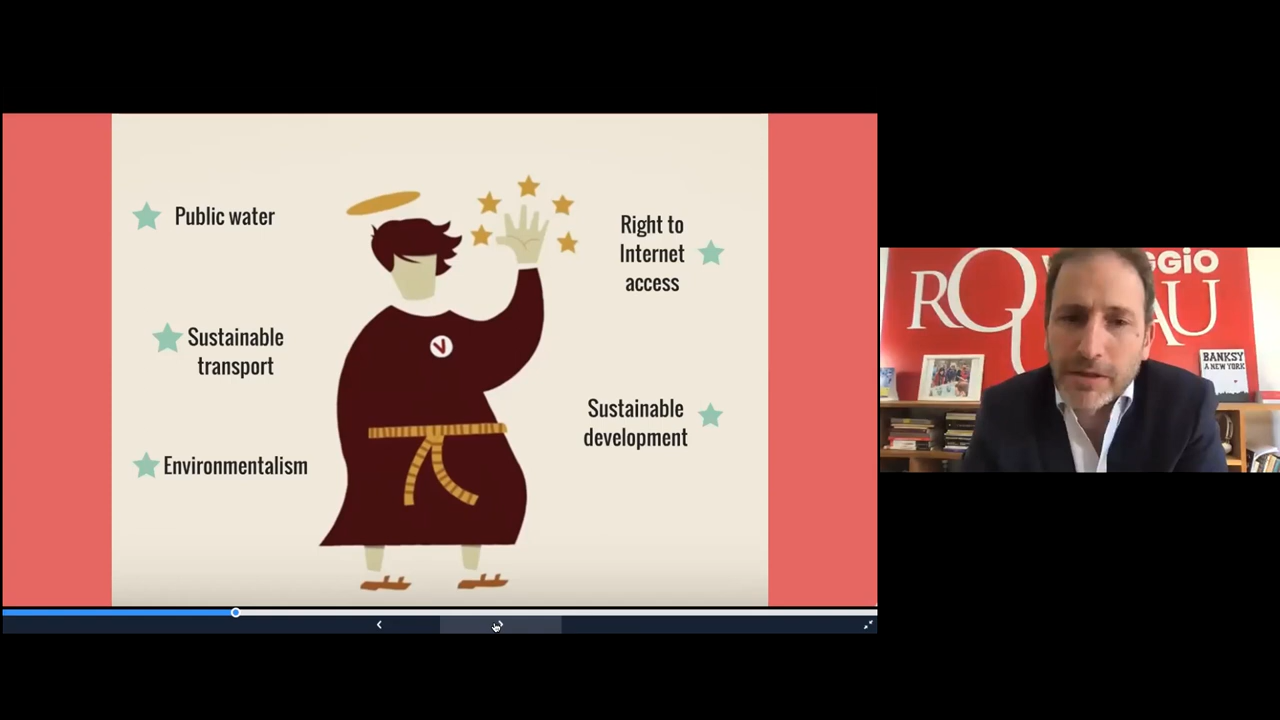 Public water
Sustainable
transport
Environmentalism
Right to
Internet
access
Sustainable
development
V
BANKSY
A NEW YORK